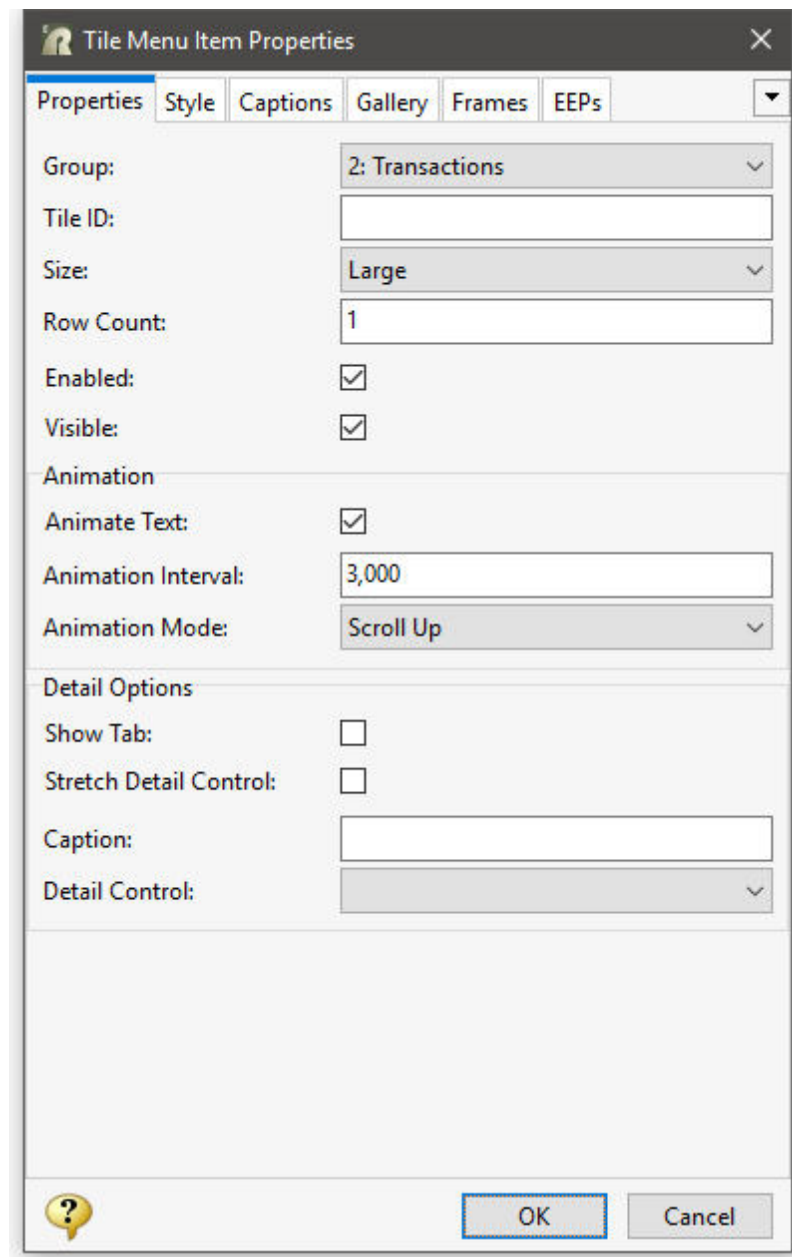 Tile Menu Item Properties
Properties Style Captions Gallery Frames EEPs
Group: 2: Transactions
Tile ID:
Size: Large
Row Count: 1
Enabled:
Visible:
Animation
Animate Text:
Animation Interval: 3,000
Animation Mode: Scroll Up
Detail Options
Show Tab:
Stretch Detail Control:
Caption:
Detail Control:
? OK Cancel